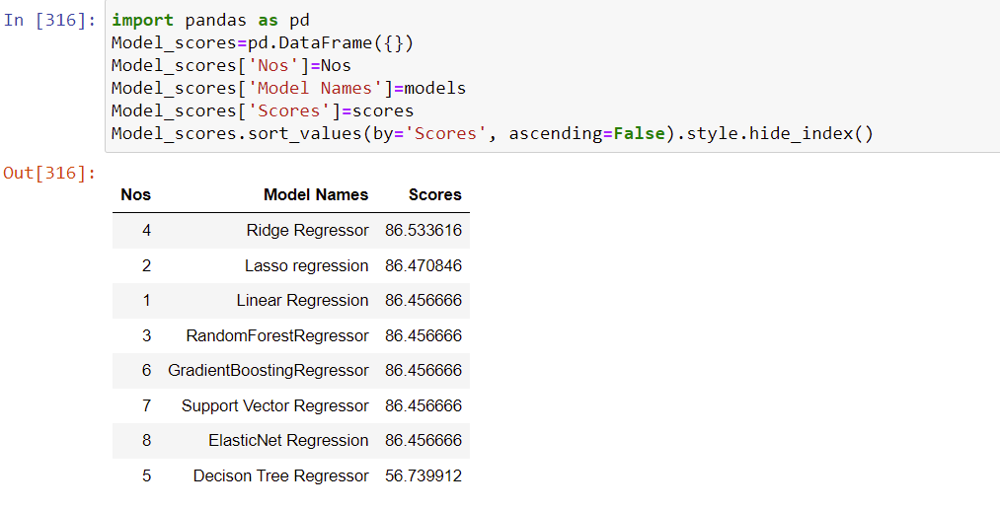 In [316]: import pandas as pd
Model_scores=pd.DataFrame({})
Model_scores['Nos']=Nos
Model_scores['Model Names']=models
Model_scores['Scores']=scores
Model_scores.sort_values(by='Scores', ascending=False).style.hide_index()
Out[316]:
Nos Model Names Scores
4 Ridge Regressor 86.533616
2 Lasso regression 86.470846
1 Linear Regression 86.456666
3 RandomForestRegressor 86.456666
6 GradientBoostingRegressor 86.456666
7 Support Vector Regressor 86.456666
8 ElasticNet Regression 86.456666
5 Decison Tree Regressor 56.739912